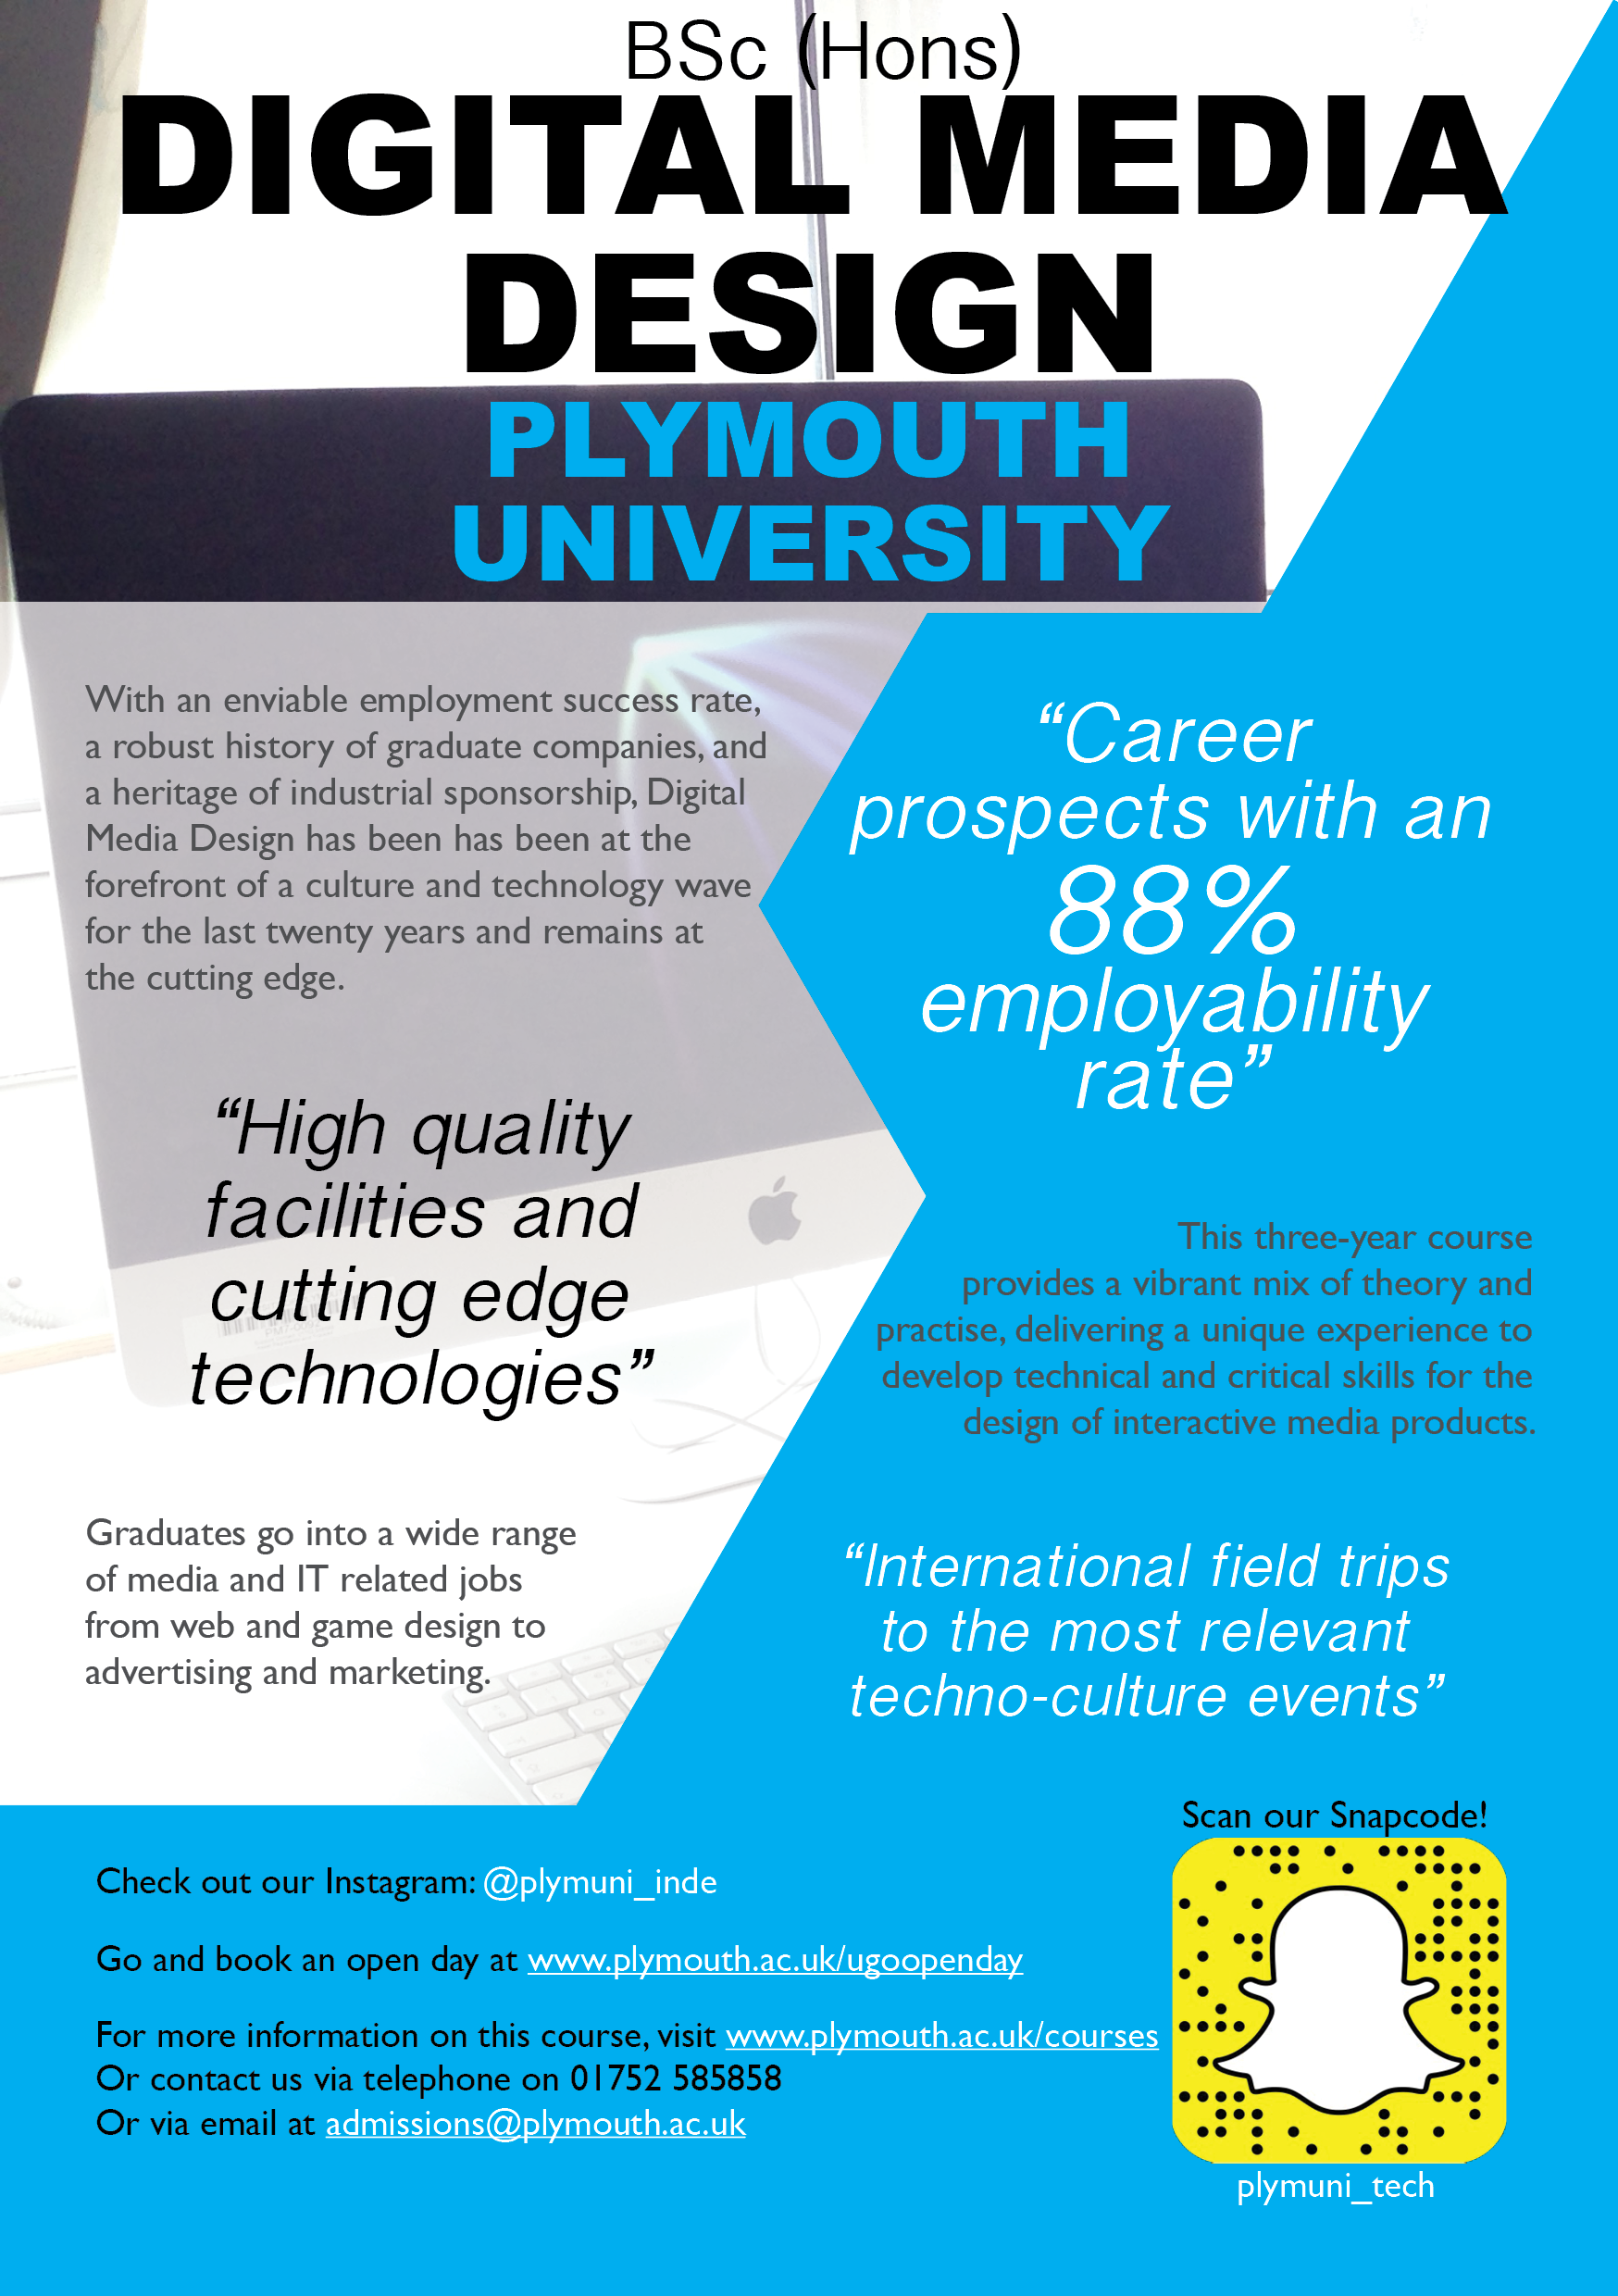 BSc (Hons)
DIGITAL MEDIA
DESIGN
PLYMOUTH
UNIVERSITY
With an enviable employment success rate,
a robust history of graduate companies, and
a heritage of industrial sponsorship, Digital
Media Design has been has been at the
forefront of a culture and technology wave
for the last twenty years and remains at
the cutting edge.
“Career
prospects with an
88%
employability
rate”
“High quality
facilities and
cutting edge
technologies”
This three-year course
provides a vibrant mix of theory and
practise, delivering a unique experience to
develop technical and critical skills for the
design of interactive media products.
Graduates go into a wide range
of media and IT related jobs
from web and game design to
advertising and marketing.
“International field trips
to the most relevant
techno-culture events”
Scan our Snapcode!
plymuni_tech
Check out our Instagram: @plymuni_inde
Go and book an open day at www.plymouth.ac.uk/ugoopenday
For more information on this course, visit www.plymouth.ac.uk/courses
Or contact us via telephone on 01752 585858
Or via email at admissions@plymouth.ac.uk